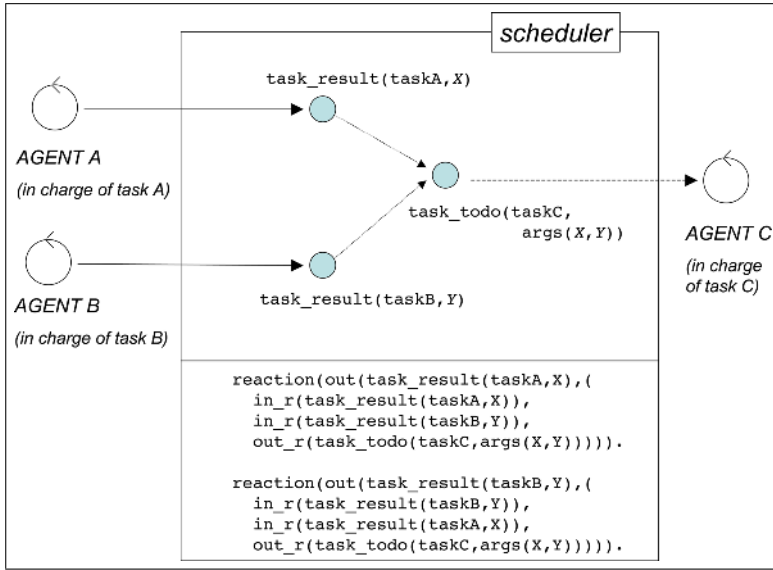 scheduler
task_result(taskA,X)
AGENT A
(in charge of task A)
task_todo(taskC,
args(X,Y))
AGENT C
(in charge
of task C)
AGENT B
(in charge of task B)
task_result(taskB,Y)
reaction(out(task_result(taskA,X),(
in_r(task_result(taskA,X)),
in_r(task_result(taskB,Y)),
out_r(task_todo(taskC,args(X,Y))))).
reaction(out(task_result(taskB,Y),(
in_r(task_result(taskB,Y)),
in_r(task_result(taskA,X)),
out_r(task_todo(taskC,args(X,Y))))).